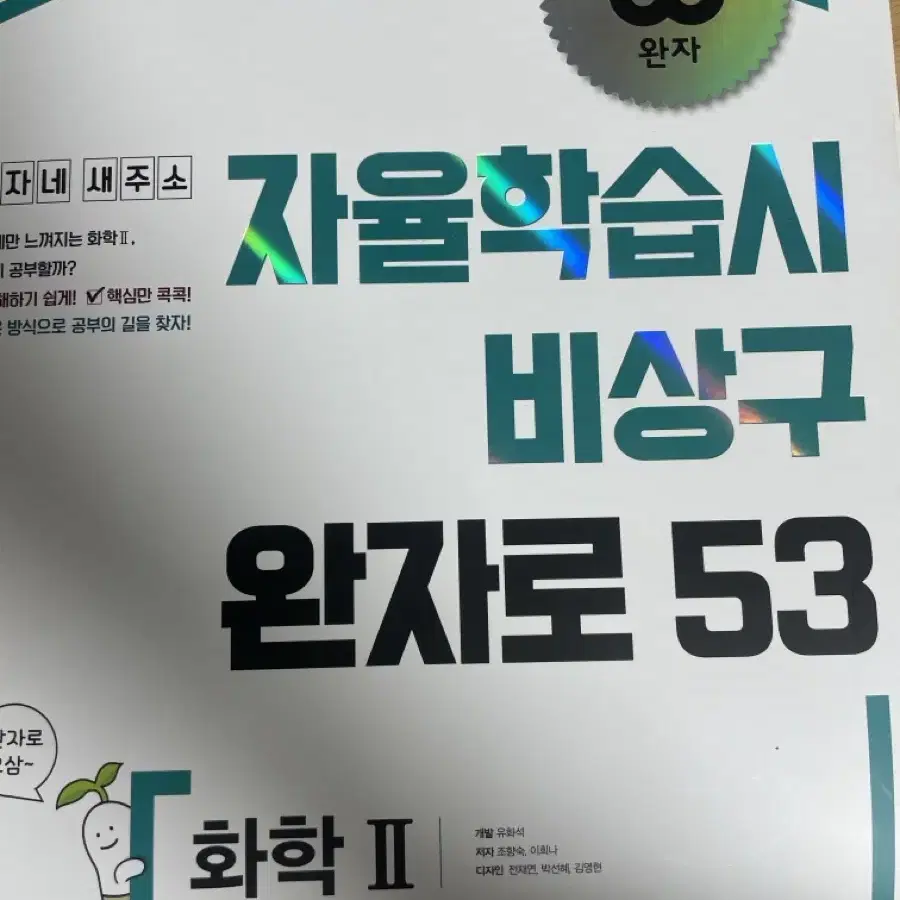 완자
자네 새주소
게만 느껴지는 화학Ⅱ.
공부할까?
해하기 쉽게! 핵심만 콕콕!
방식으로 공부의 길을 찾자!
자율학습시
비상구
완자로 53
완자로
오삼~
화학 Ⅱ
개발 유화석
저자 조향숙, 이희나
디자인 전재면, 박선혜, 김영현